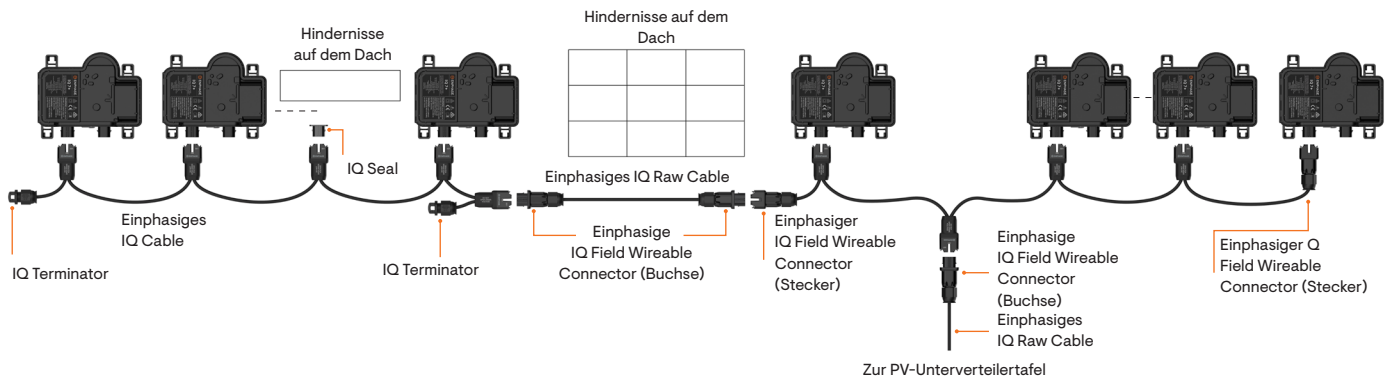 Hindernisse
auf dem Dach
Hindernisse auf dem
Dach
IQ Seal
Einphasiges IQ Raw Cable
Einphasiges
IQ Cable
IQ Terminator
IQ Terminator
Einphasige
IQ Field Wireable
Connector (Buchse)
Einphasiger
IQ Field Wireable
Connector
(Stecker)
Einphasige
IQ Field Wireable
Connector
(Buchse)
Einphasiges
IQ Raw Cable
Einphasiger Q
Field Wireable
Connector (Stecker)
Zur PV-Unterverteilertafel